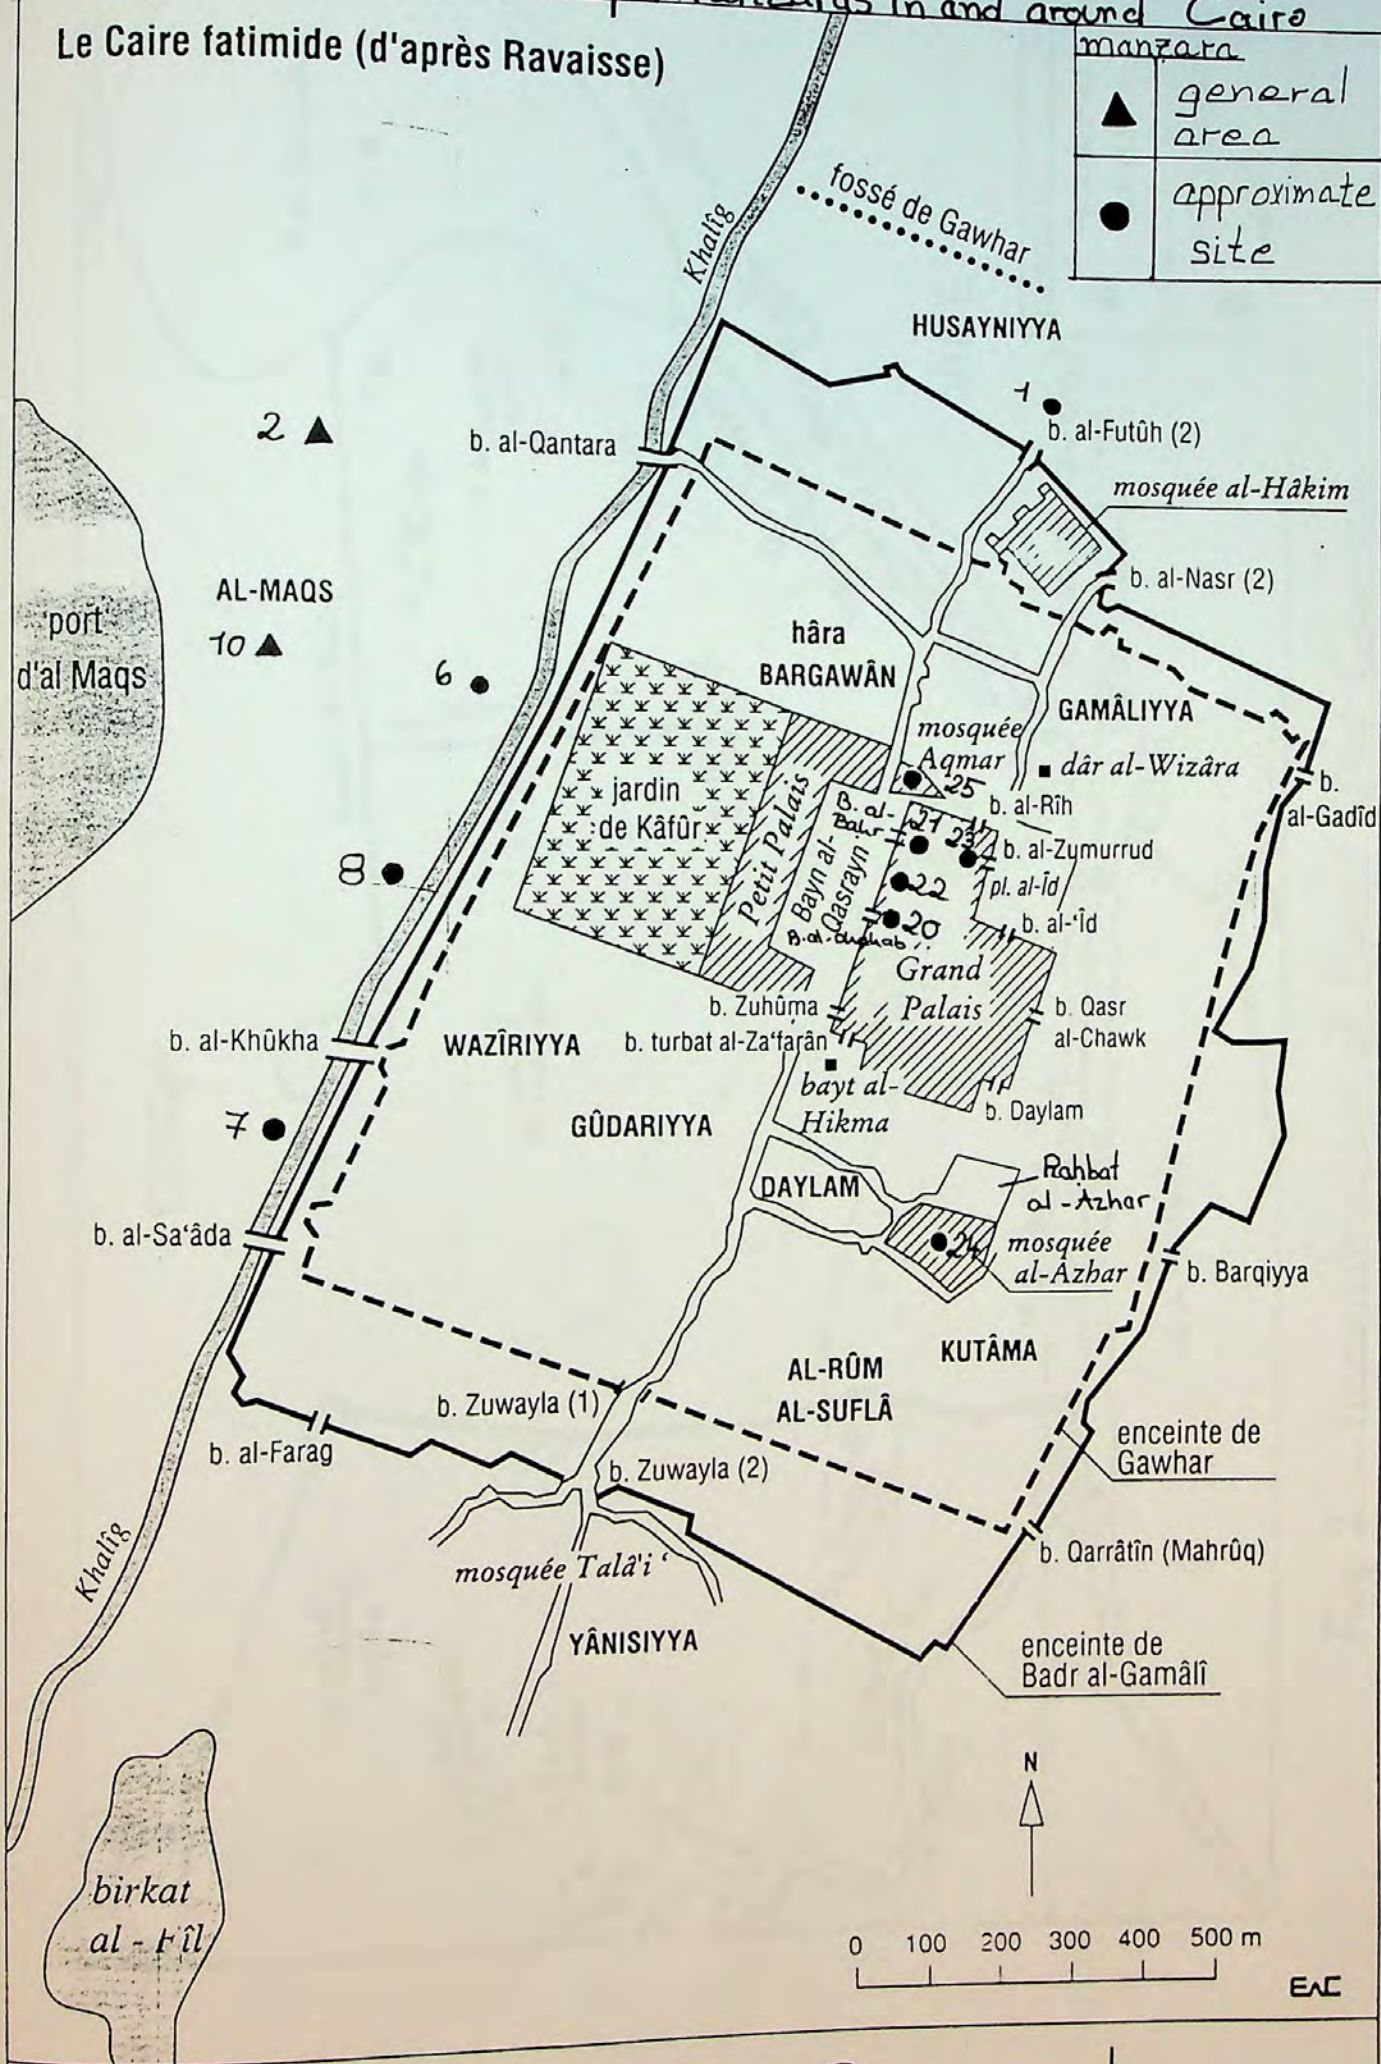 in and around Cairo
Le Caire fatimide (d'après Ravaisse)
manẓara
general
area
approximate
site
fossé de Gawhar
Khalîg
HUSAYNIYYA
1
b. al-Futûh (2)
2
b. al-Qantara
mosquée al-Hâkim
b. al-Nasr (2)
AL-MAQS
10
port
d'al Maqs
6
hâra
BARGAWÂN
GAMÂLIYYA
mosquée
Aqmar
25
dâr al-Wizâra
b.
al-Gadîd
jardin
de Kâfûr
Petit Palais
Bayn al-
Qasrayn
B. al-
Bahr
21
23
b. al-Rîh
b. al-Zumurrud
pl. al-Îd
22
20
b. al-‘Îd
8
Grand
Palais
b. Zuhûma
b. Qasr
al-Chawk
b. turbat al-Za‘farân
b. al-Khûkha
WAZÎRIYYA
bayt al-
Hikma
b. Daylam
7
GÛDARIYYA
DAYLAM
Raḥbat
al-Azhar
b. al-Sa‘âda
24
mosquée
al-Azhar
b. Barqiyya
KUTÂMA
AL-RÛM
AL-SUFLÂ
b. Zuwayla (1)
b. al-Farag
b. Zuwayla (2)
enceinte de
Gawhar
b. Qarrâtîn (Mahrûq)
Khalîg
mosquée Talâ'i ‘
YÂNISIYYA
enceinte de
Badr al-Gamâlî
N
birkat
al - Fîl
0 100 200 300 400 500 m